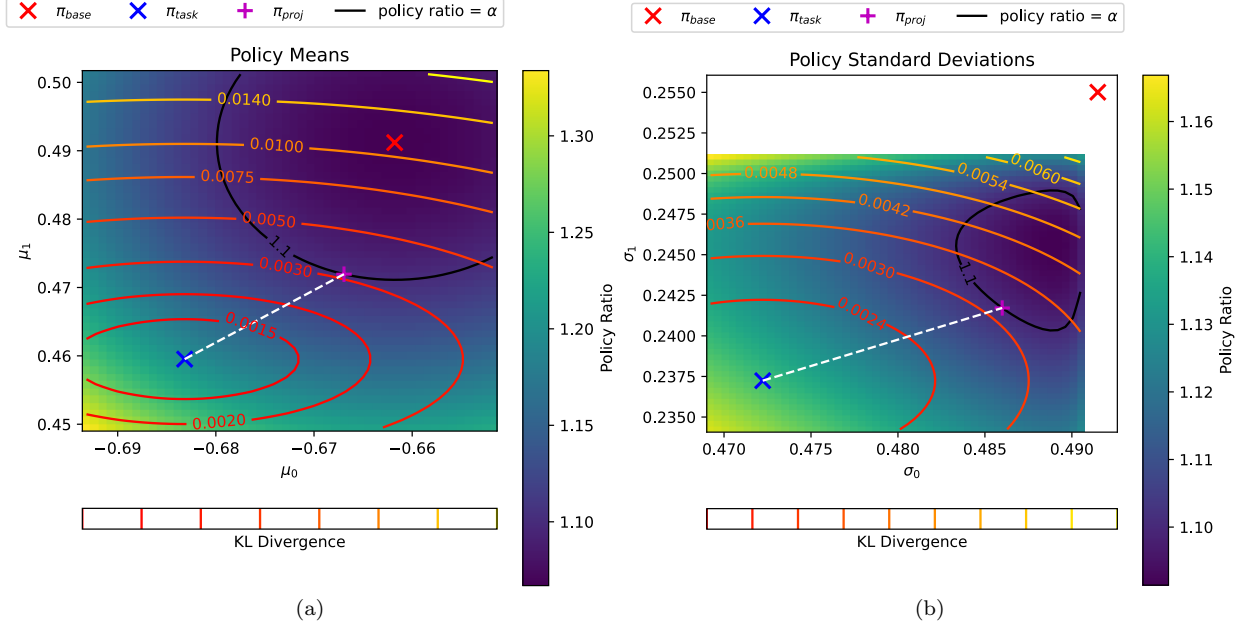 π_base π_task π_proj policy ratio = α
Policy Means
0.50
0.49
0.48
0.47
0.46
0.45
μ₁
0.0140
0.0100
0.0075
0.0050
1.1
0.0030
0.0015
0.0020
−0.69 −0.68 −0.67 −0.66
μ₀
KL Divergence
1.30
1.25
1.20
1.15
1.10
Policy Ratio
(a)
π_base π_task π_proj policy ratio = α
Policy Standard Deviations
0.2550
0.2525
0.2500
0.2475
0.2450
0.2425
0.2400
0.2375
0.2350
σ₁
0.0060
0.0054
0.0048
0.0042
0.0036
0.0030
1.1
0.0024
0.470 0.475 0.480 0.485 0.490
σ₀
KL Divergence
1.16
1.15
1.14
1.13
1.12
1.11
1.10
Policy Ratio
(b)